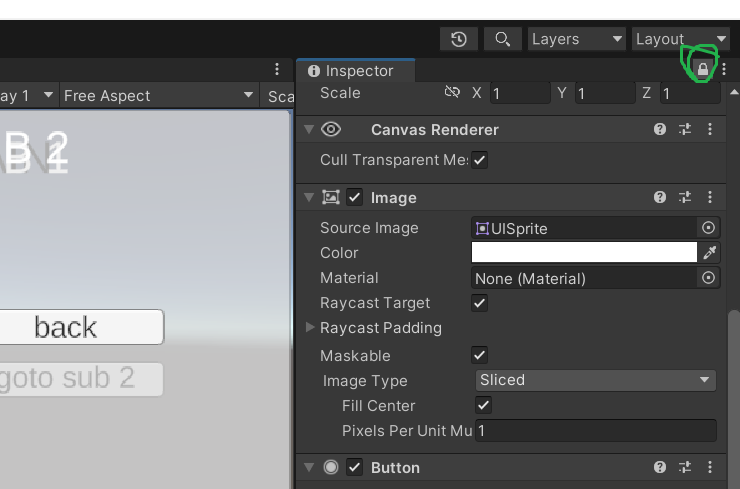 Layers
Layout
Inspector
ay 1
Free Aspect
Sca
Scale X 1 Y 1 Z 1
B 2
Canvas Renderer
Cull Transparent Mes
Image
Source Image UISprite
Color
Material None (Material)
Raycast Target
back
Raycast Padding
Maskable
goto sub 2
Image Type Sliced
Fill Center
Pixels Per Unit Mu 1
Button